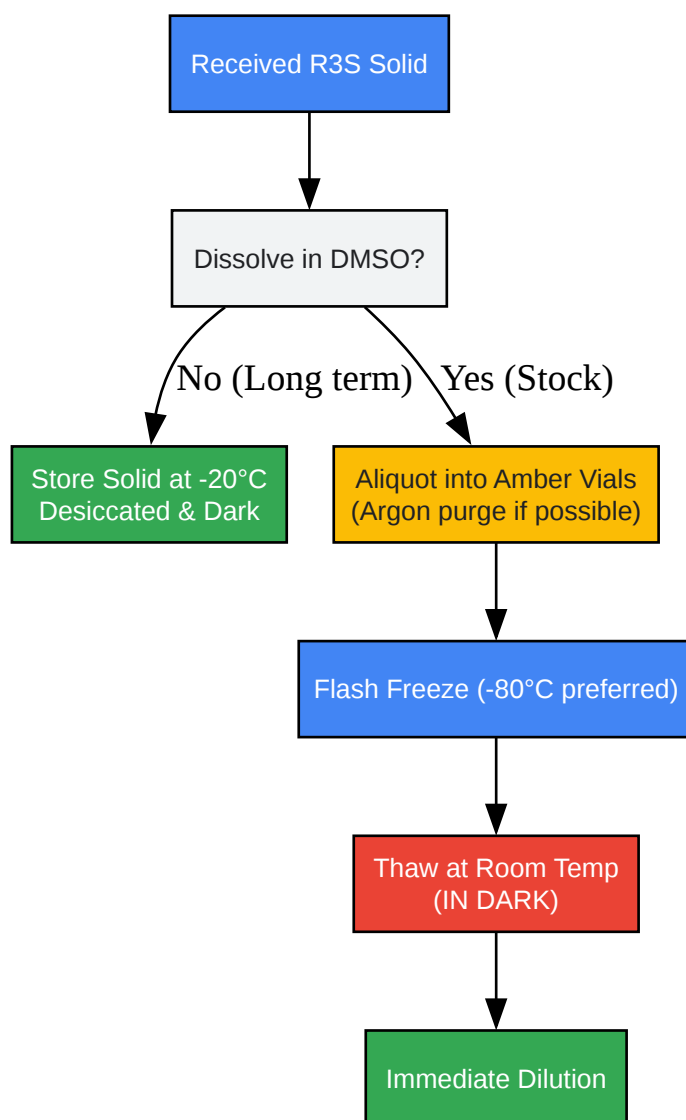 Received R3S Solid
Dissolve in DMSO?
No (Long term)
Yes (Stock)
Store Solid at -20°C
Desiccated & Dark
Aliquot into Amber Vials
(Argon purge if possible)
Flash Freeze (-80°C preferred)
Thaw at Room Temp
(IN DARK)
Immediate Dilution